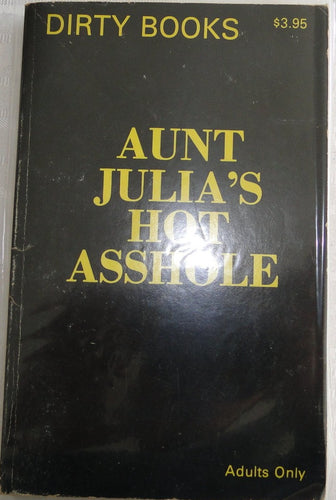 DIRTY BOOKS
$3.95
AUNT
JULIA'S
HOT
ASSHOLE
Adults Only